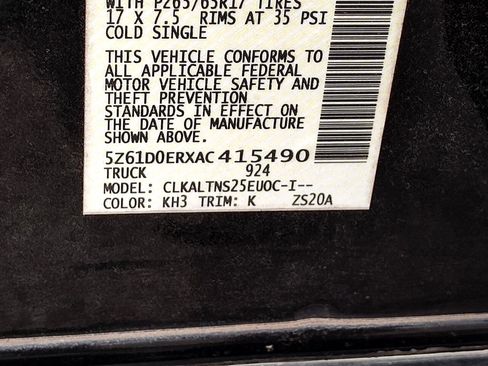 WITH P265/65R17 TIRES
17 X 7.5 RIMS AT 35 PSI
COLD SINGLE
THIS VEHICLE CONFORMS TO
ALL APPLICABLE FEDERAL
MOTOR VEHICLE SAFETY AND
THEFT PREVENTION
STANDARDS IN EFFECT ON
THE DATE OF MANUFACTURE
SHOWN ABOVE.
5Z61D0ERXAC415490
TRUCK 924
MODEL: CLKALTNS25EUOC-I--
COLOR: KH3 TRIM: K ZS20A